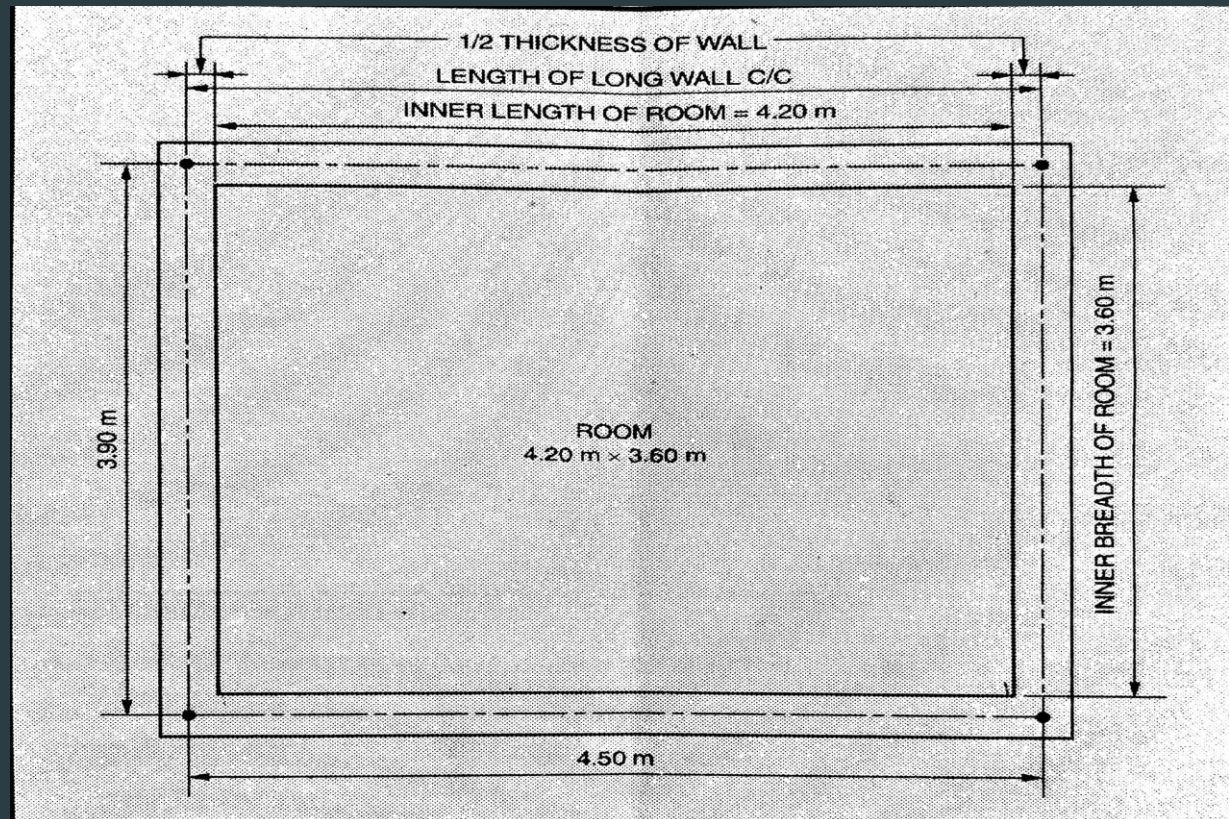 1/2 THICKNESS OF WALL
LENGTH OF LONG WALL C/C
INNER LENGTH OF ROOM = 4.20 m
3.90 m
ROOM
4.20 m × 3.60 m
INNER BREADTH OF ROOM = 3.60 m
4.50 m